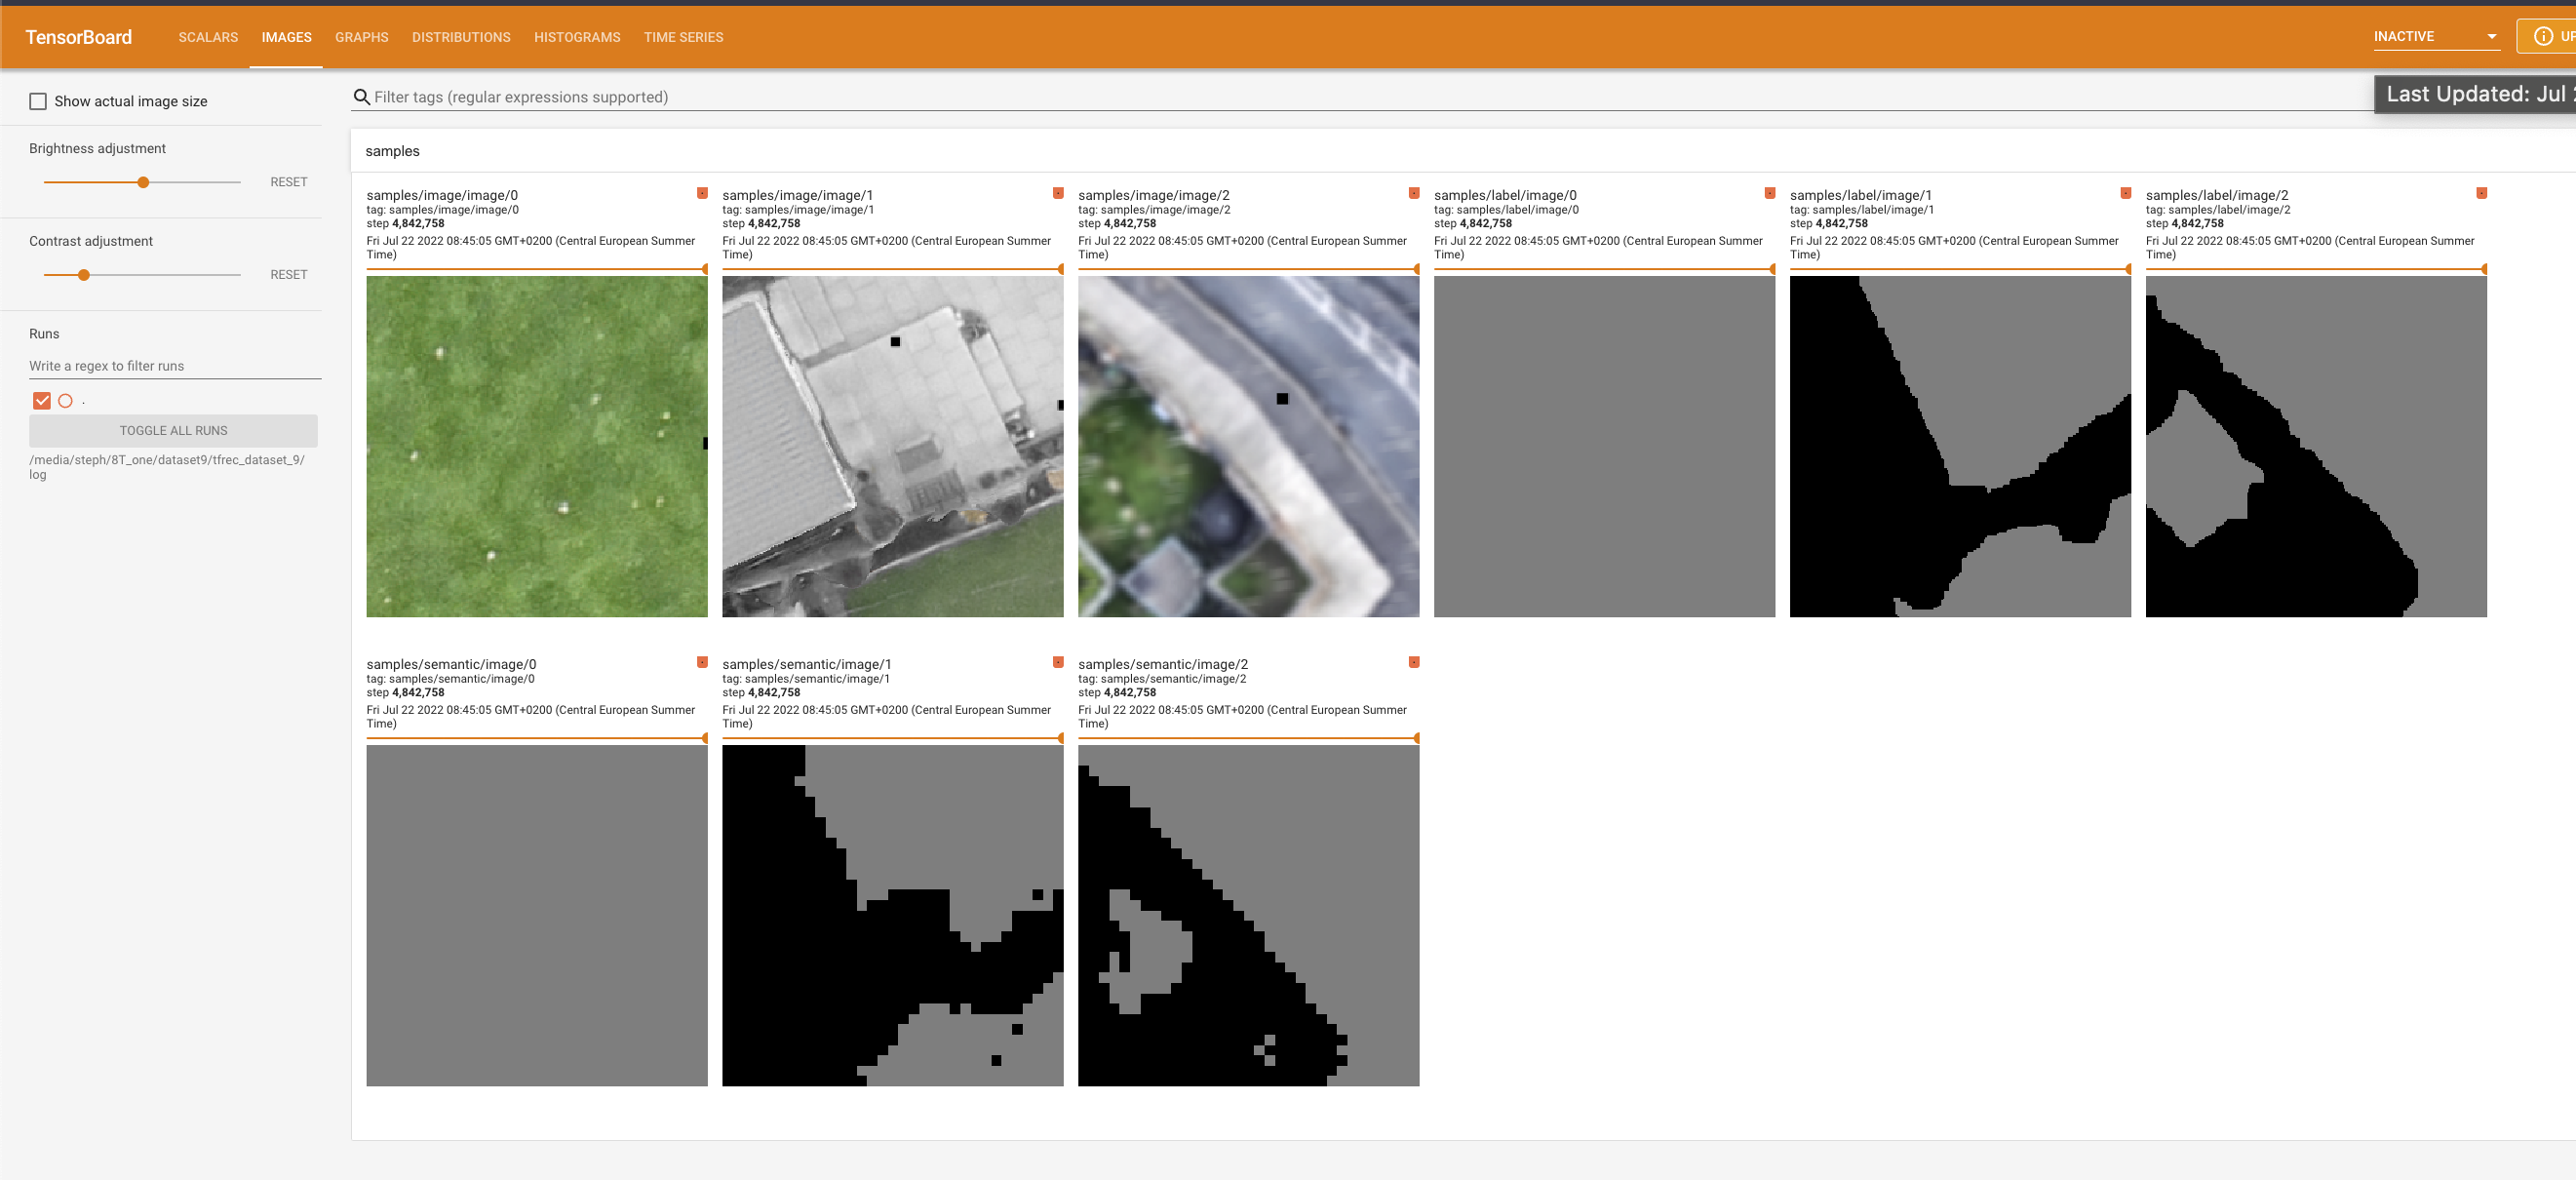 TensorBoard SCALARS IMAGES GRAPHS DISTRIBUTIONS HISTOGRAMS TIME SERIES INACTIVE
Show actual image size
Brightness adjustment
RESET
Contrast adjustment
RESET
Runs
Write a regex to filter runs
.
TOGGLE ALL RUNS
/media/steph/8T_one/dataset9/tfrec_dataset_9/
log
Filter tags (regular expressions supported)
Last Updated: Jul
samples
samples/image/image/0
tag: samples/image/image/0
step 4,842,758
Fri Jul 22 2022 08:45:05 GMT+0200 (Central European Summer
Time)
samples/image/image/1
tag: samples/image/image/1
step 4,842,758
Fri Jul 22 2022 08:45:05 GMT+0200 (Central European Summer
Time)
samples/image/image/2
tag: samples/image/image/2
step 4,842,758
Fri Jul 22 2022 08:45:05 GMT+0200 (Central European Summer
Time)
samples/label/image/0
tag: samples/label/image/0
step 4,842,758
Fri Jul 22 2022 08:45:05 GMT+0200 (Central European Summer
Time)
samples/label/image/1
tag: samples/label/image/1
step 4,842,758
Fri Jul 22 2022 08:45:05 GMT+0200 (Central European Summer
Time)
samples/label/image/2
tag: samples/label/image/2
step 4,842,758
Fri Jul 22 2022 08:45:05 GMT+0200 (Central European Summer
Time)
samples/semantic/image/0
tag: samples/semantic/image/0
step 4,842,758
Fri Jul 22 2022 08:45:05 GMT+0200 (Central European Summer
Time)
samples/semantic/image/1
tag: samples/semantic/image/1
step 4,842,758
Fri Jul 22 2022 08:45:05 GMT+0200 (Central European Summer
Time)
samples/semantic/image/2
tag: samples/semantic/image/2
step 4,842,758
Fri Jul 22 2022 08:45:05 GMT+0200 (Central European Summer
Time)